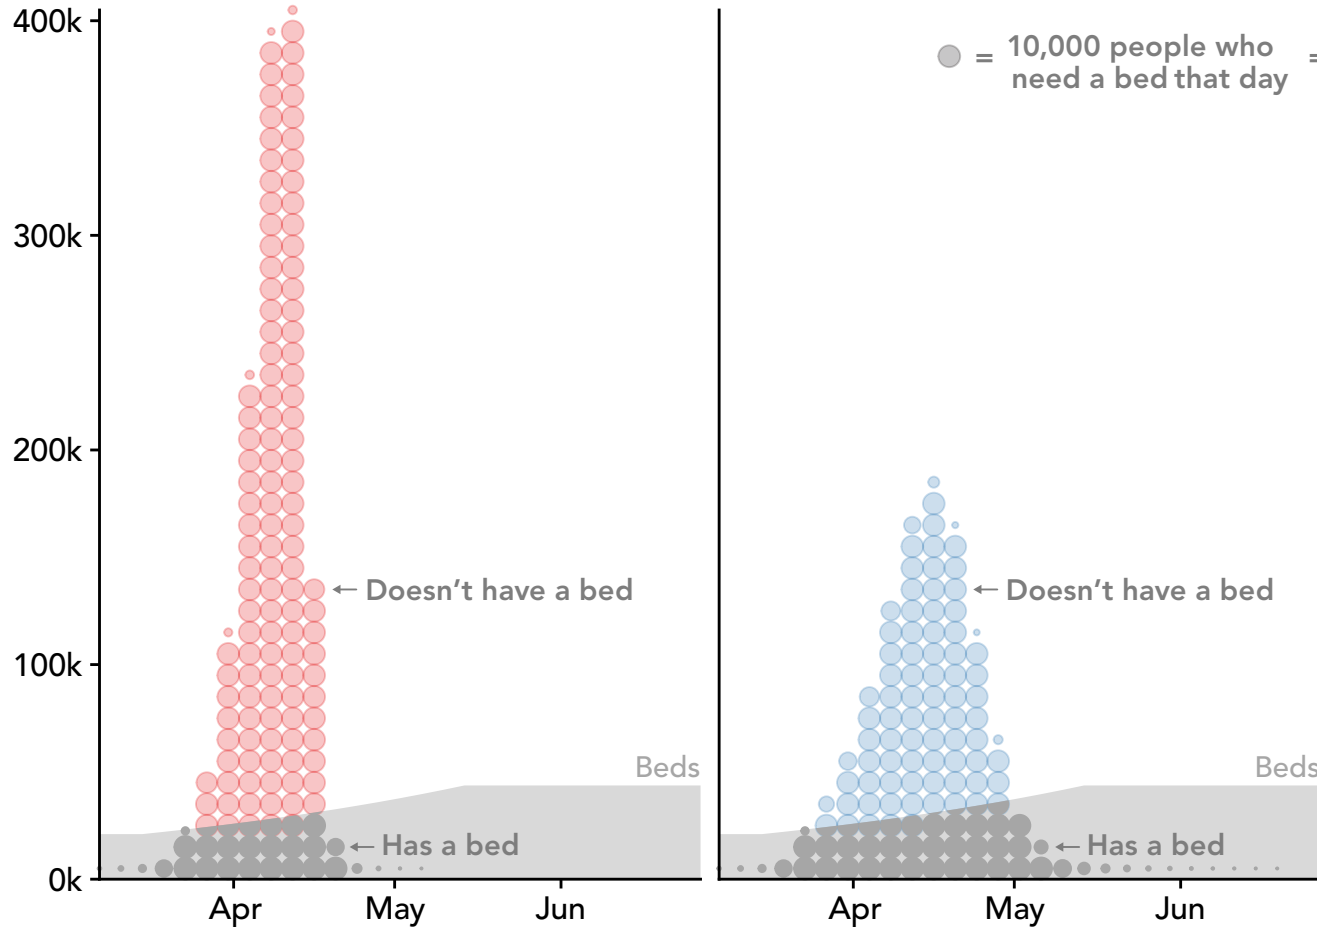 400k
300k
200k
100k
0k
Apr
May
Jun
Doesn't have a bed
Beds
Has a bed
= 10,000 people who =
need a bed that day
Doesn't have a bed
Beds
Has a bed
Apr
May
Jun